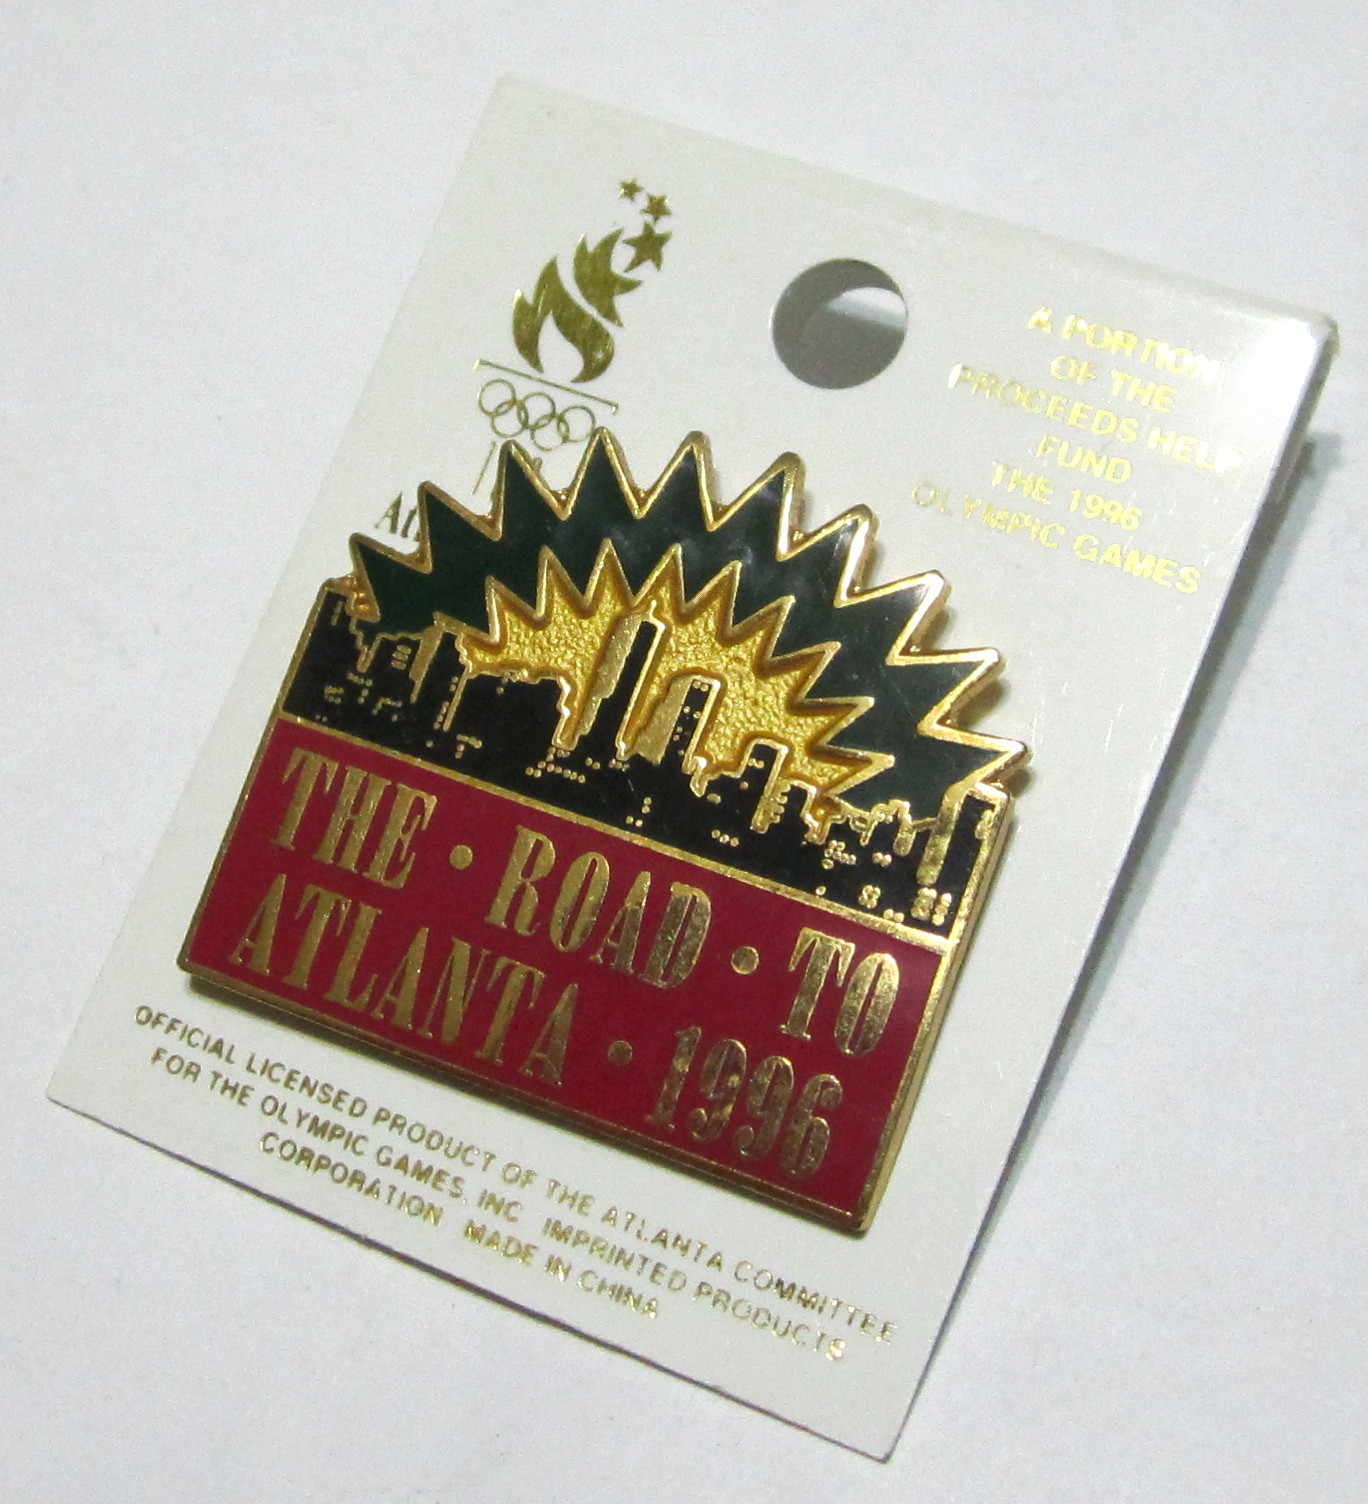 A PORTION
OF THE
PROCEEDS HELP
FUND
THE 1996
OLYMPIC GAMES
THE • ROAD • TO
ATLANTA • 1996
OFFICIAL LICENSED PRODUCT OF THE ATLANTA COMMITTEE
FOR THE OLYMPIC GAMES, INC IMPRINTED PRODUCTS
CORPORATION MADE IN CHINA